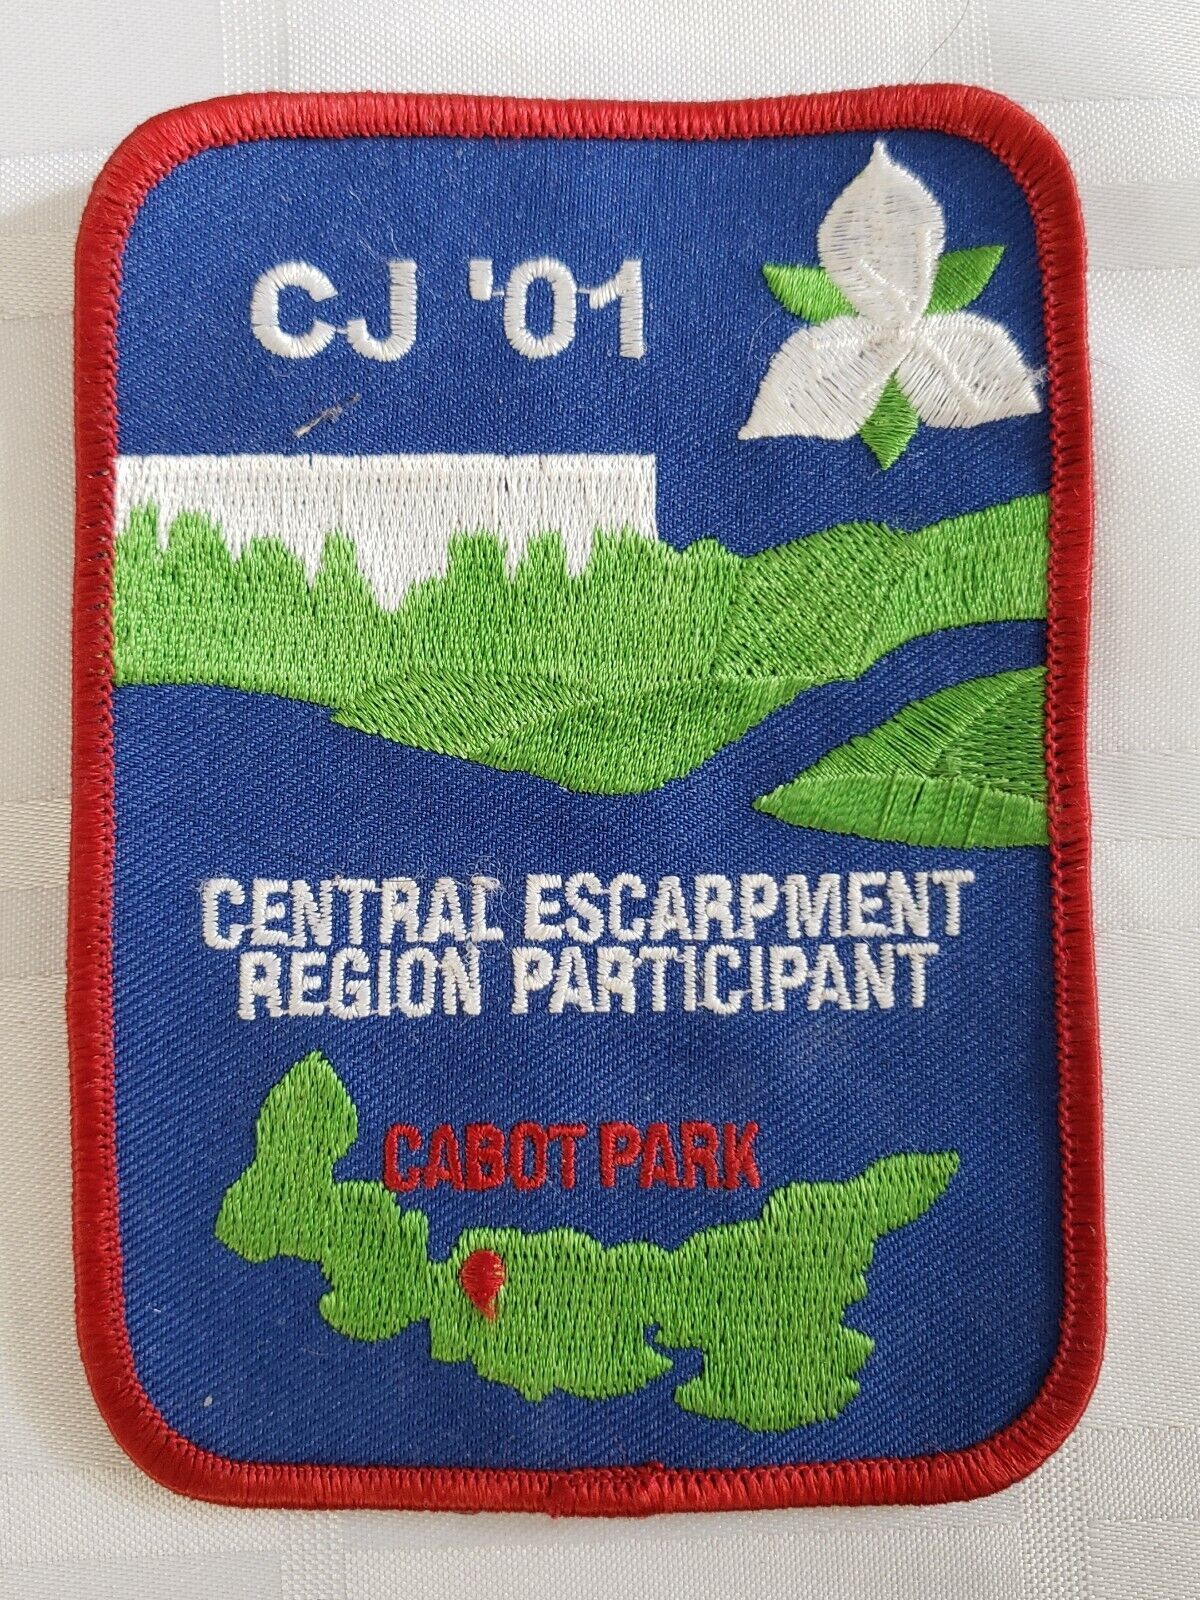 CJ '01
CENTRAL ESCARPMENT
REGION PARTICIPANT
CABOT PARK